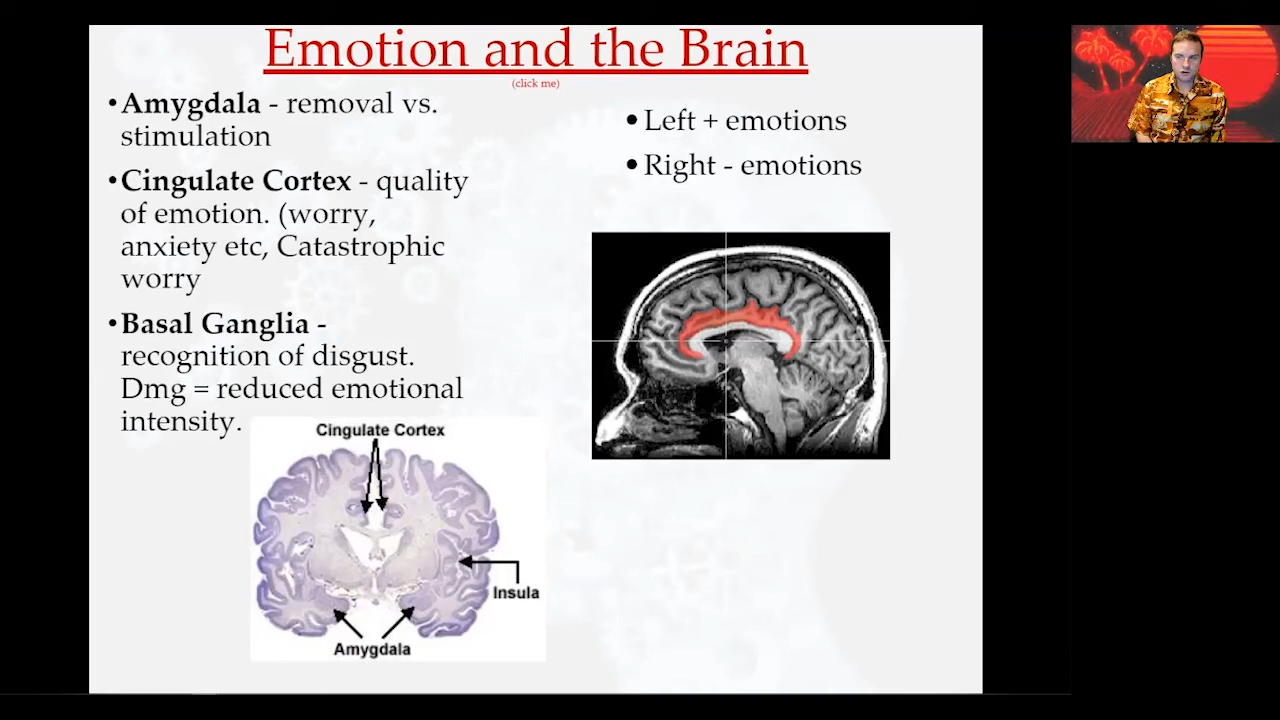 Emotion and the Brain
(click me)
•Amygdala - removal vs.
stimulation
•Cingulate Cortex - quality
of emotion. (worry,
anxiety etc, Catastrophic
worry
•Basal Ganglia -
recognition of disgust.
Dmg = reduced emotional
intensity.
• Left + emotions
• Right - emotions
Cingulate Cortex
Insula
Amygdala